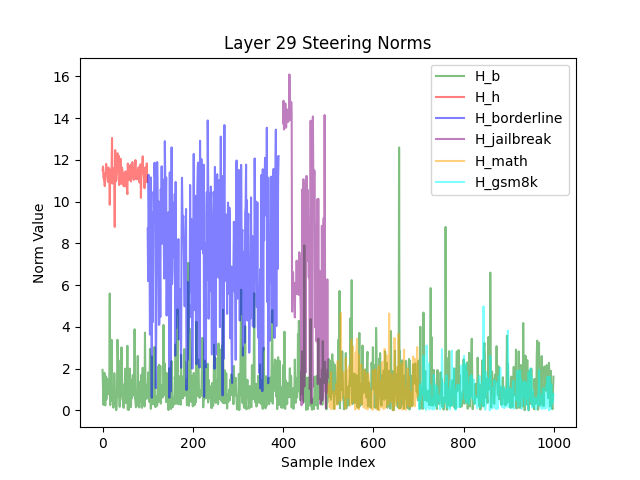 Layer 29 Steering Norms
16
14
12
10
8
6
4
2
0
Norm Value
H_b
H_h
H_borderline
H_jailbreak
H_math
H_gsm8k
0
200
400
600
800
1000
Sample Index